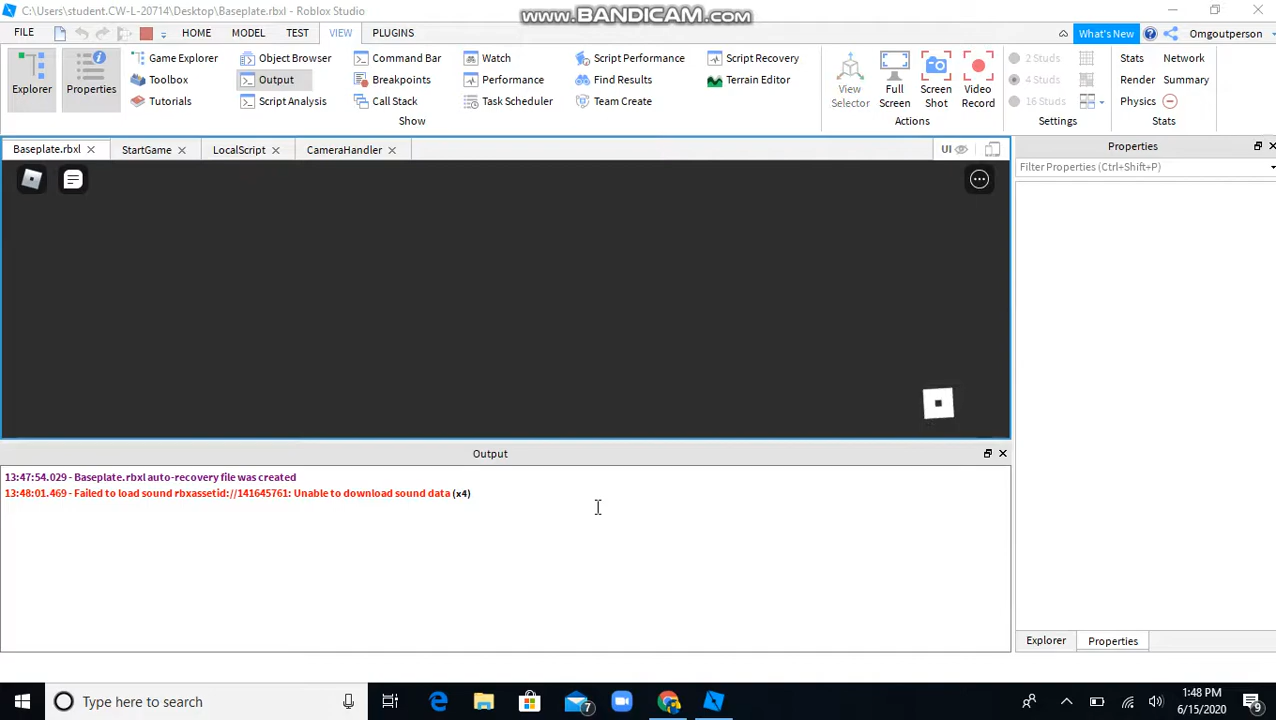 C:\Users\student.CW-L-20714\Desktop\Baseplate.rbxl - Roblox Studio
www.BANDICAM.com
FILE HOME MODEL TEST VIEW PLUGINS What's New Omgoutperson
Explorer
Properties
Game Explorer
Toolbox
Tutorials
Object Browser
Output
Script Analysis
Command Bar
Breakpoints
Call Stack
Watch
Performance
Task Scheduler
Script Performance
Find Results
Team Create
Script Recovery
Terrain Editor
Show
View
Selector
Full
Screen
Screen
Shot
Video
Record
Actions
2 Studs
4 Studs
16 Studs
Settings
Stats Network
Render Summary
Physics
Stats
Baseplate.rbxl StartGame LocalScript CameraHandler UI
Properties
Filter Properties (Ctrl+Shift+P)
Output
13:47:54.029 - Baseplate.rbxl auto-recovery file was created
13:48:01.469 - Failed to load sound rbxassetid://141645761: Unable to download sound data (x4)
Explorer Properties
Type here to search
7
1:48 PM
6/15/2020
9